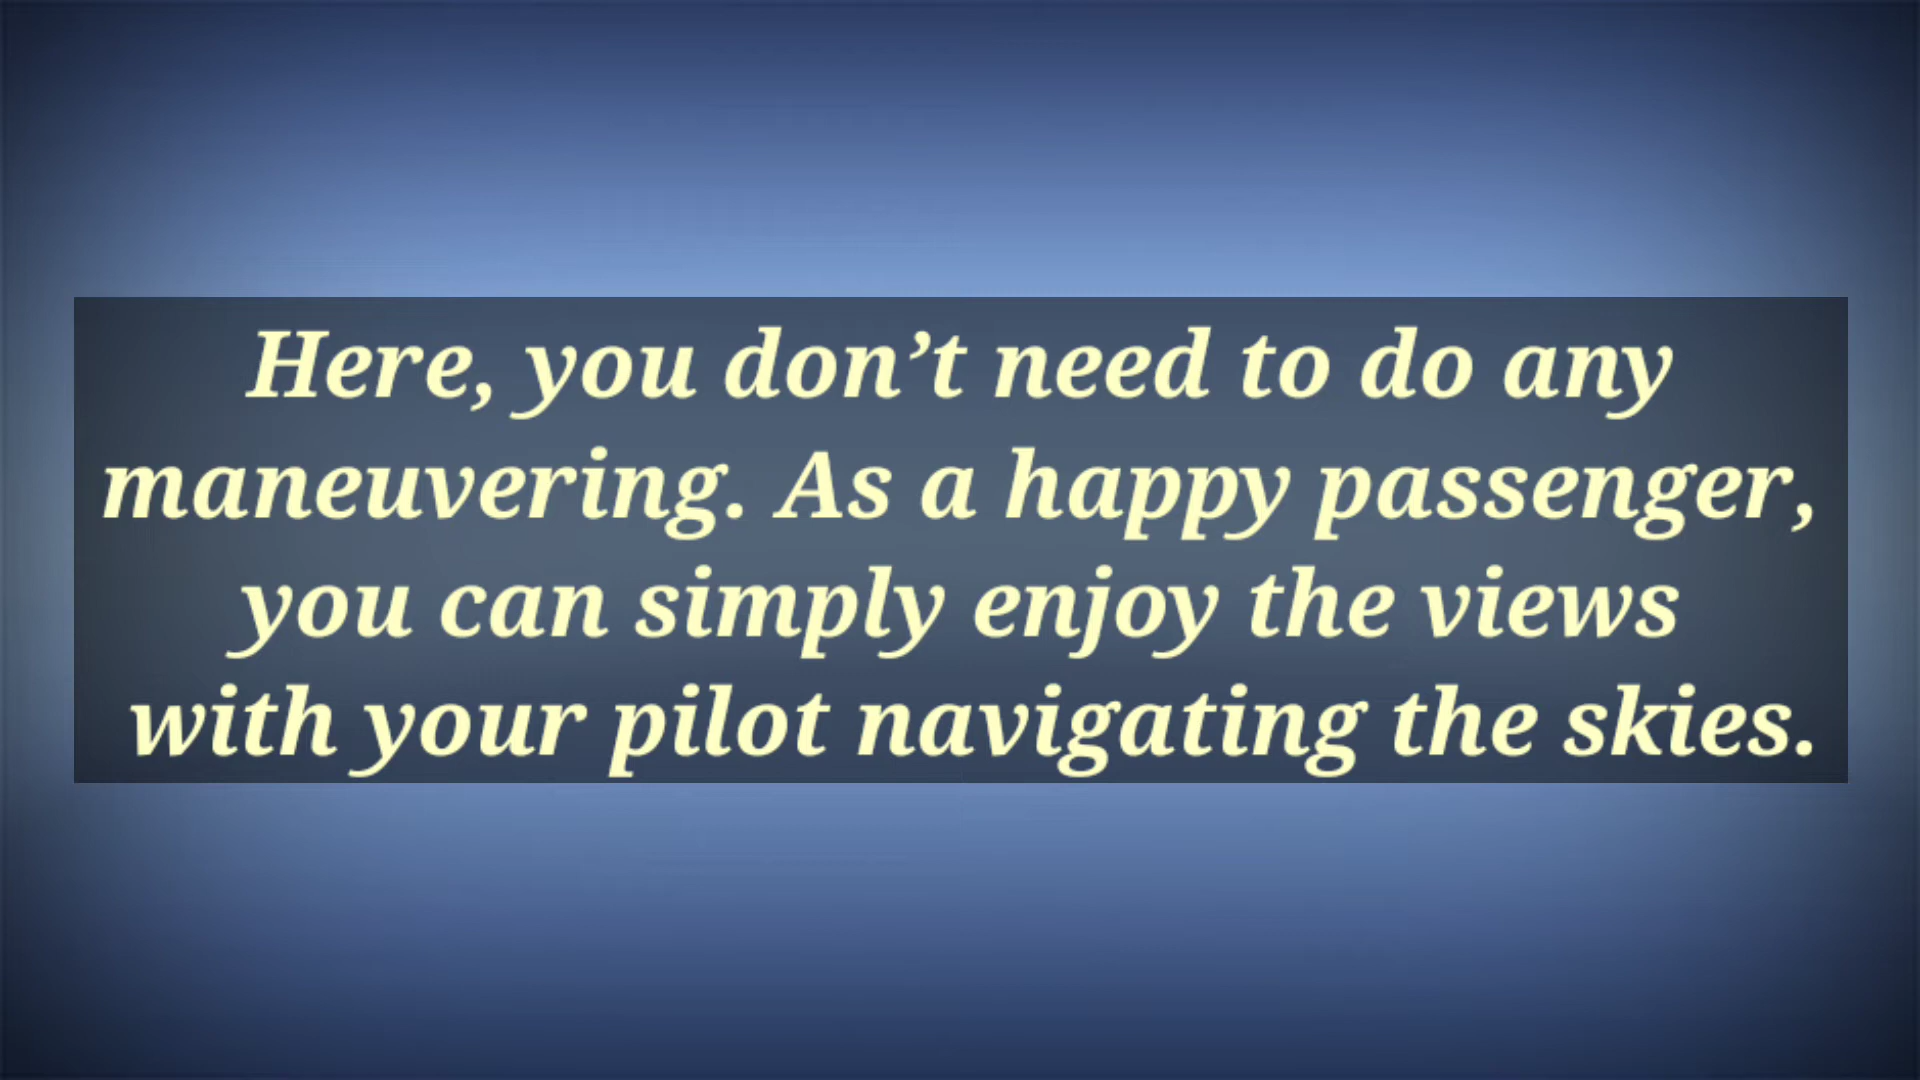 Here, you don’t need to do any
maneuvering. As a happy passenger,
you can simply enjoy the views
with your pilot navigating the skies.